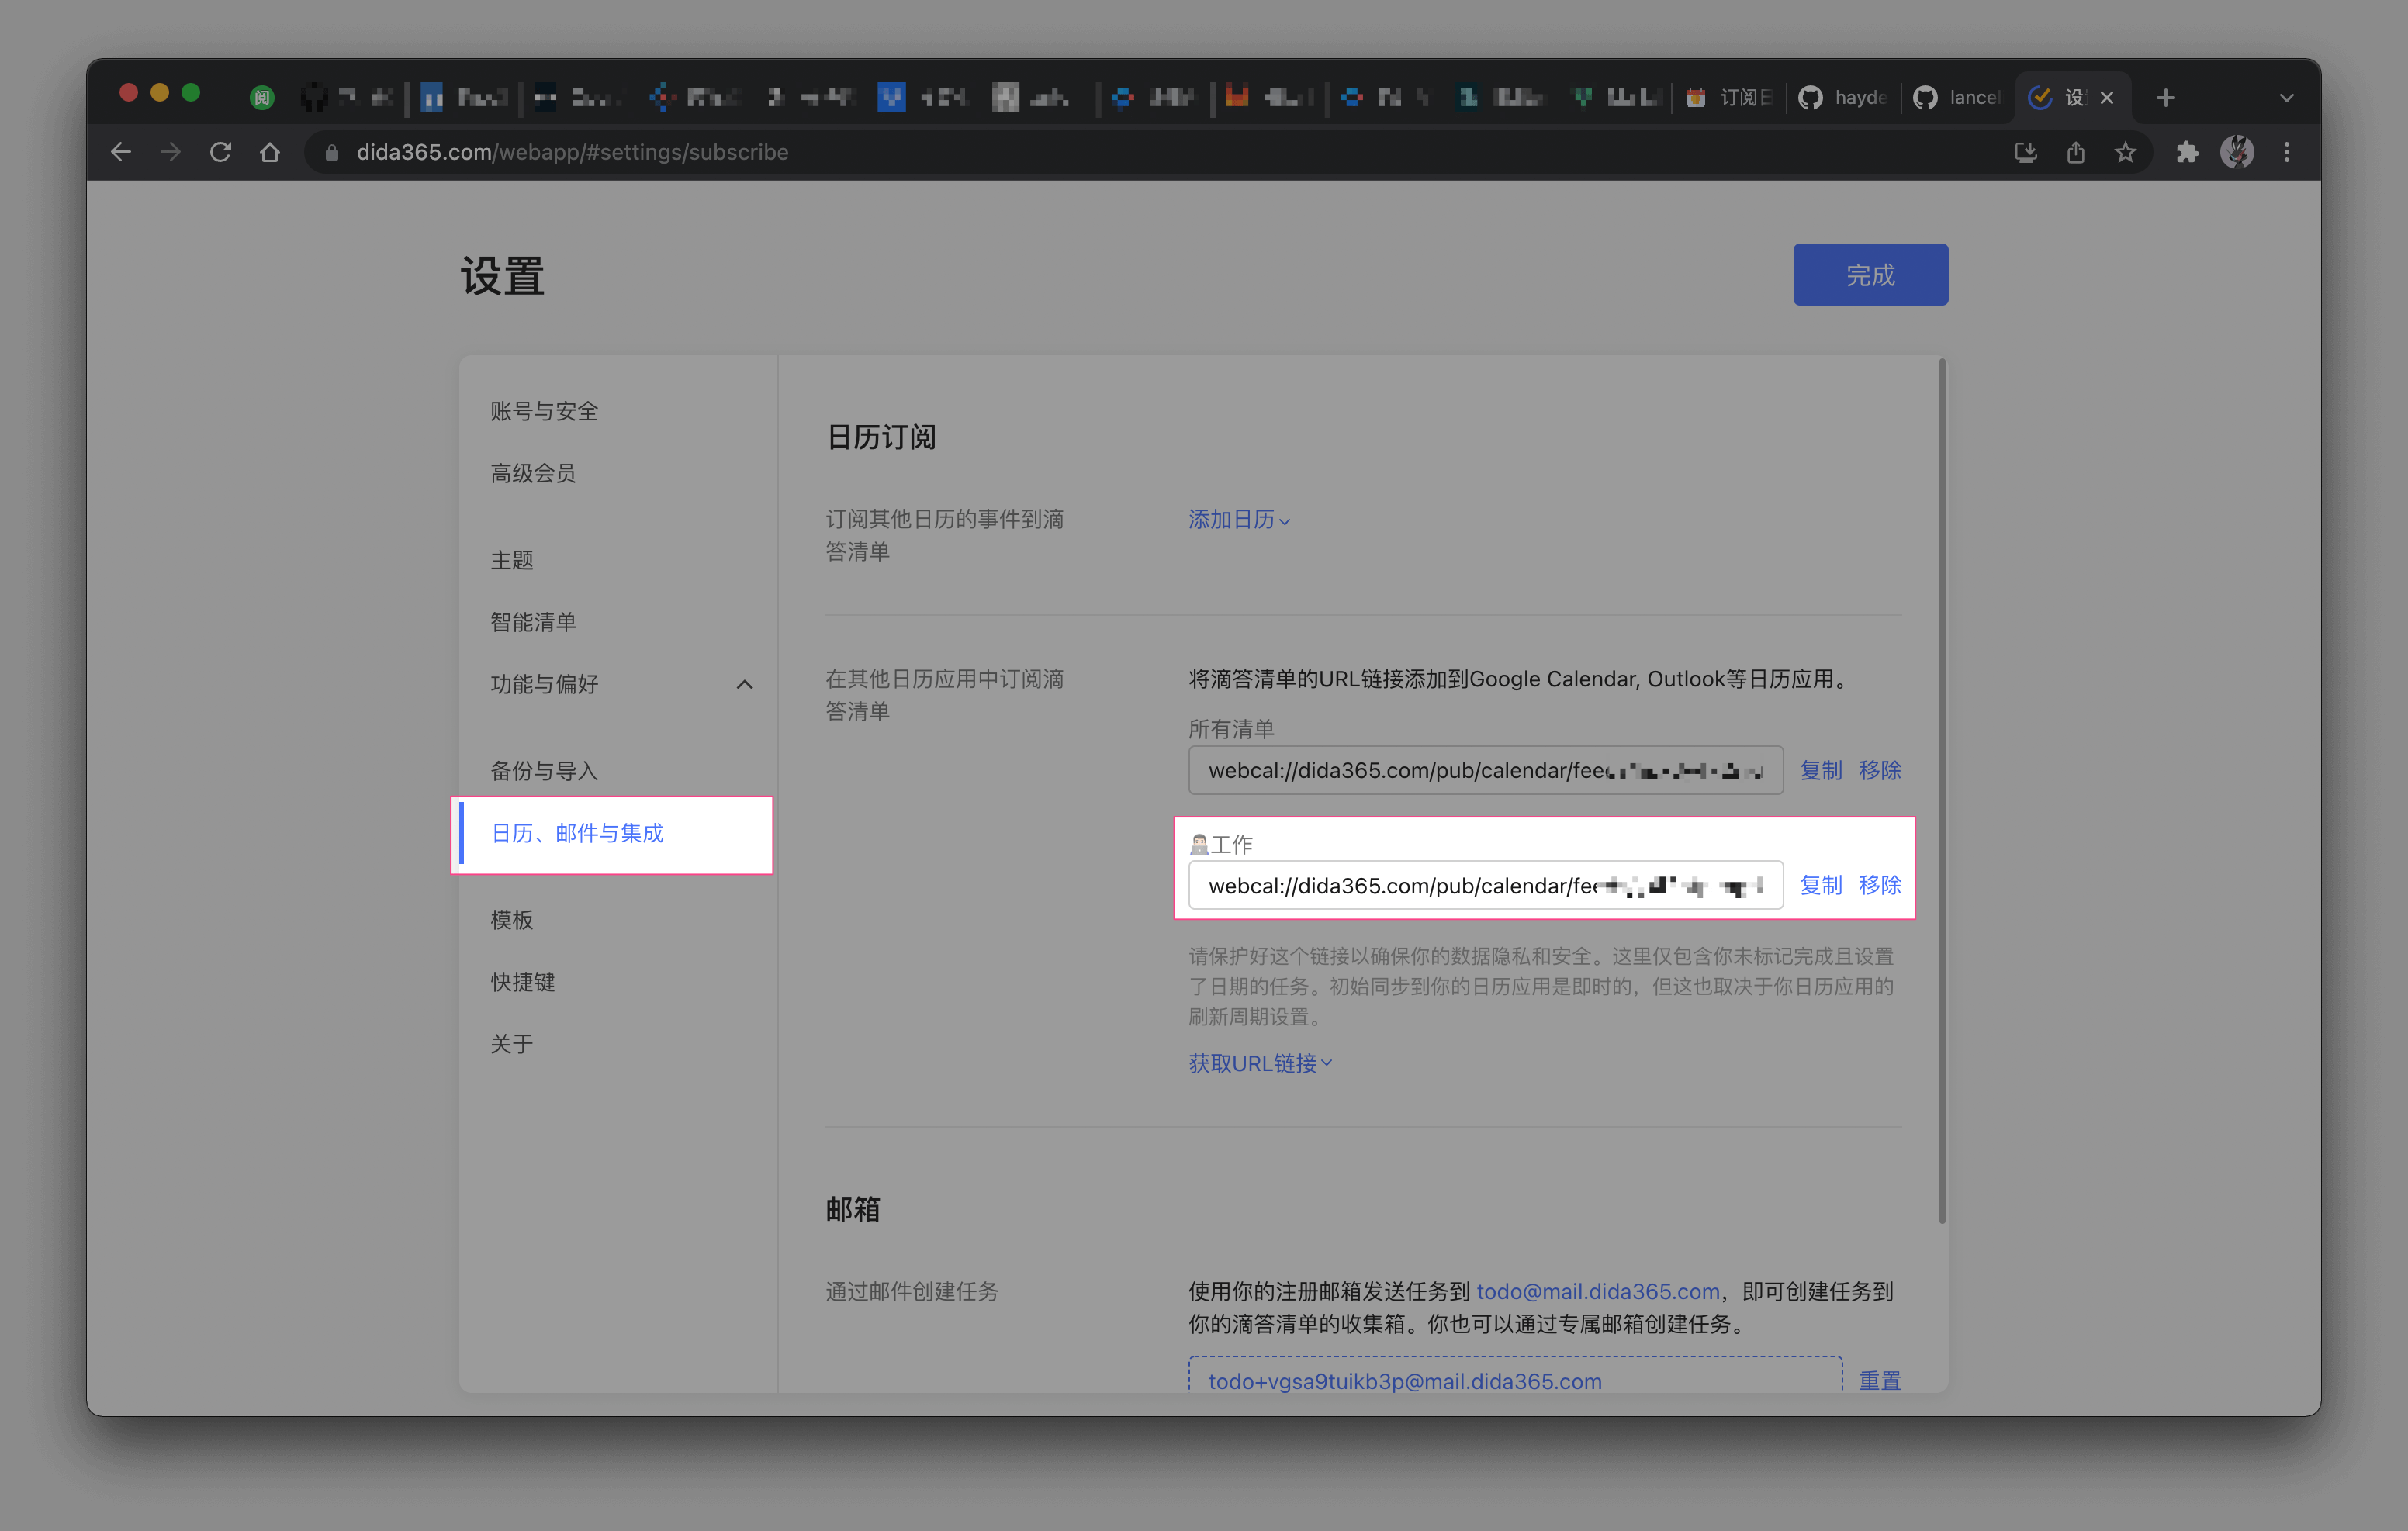 阅
订阅日
hayde
lancel
设
dida365.com/webapp/#settings/subscribe
设置
完成
账号与安全
高级会员
主题
智能清单
功能与偏好
备份与导入
日历、邮件与集成
模板
快捷键
关于
日历订阅
订阅其他日历的事件到滴
答清单
添加日历
在其他日历应用中订阅滴
答清单
将滴答清单的URL链接添加到Google Calendar, Outlook等日历应用。
所有清单
webcal://dida365.com/pub/calendar/fee
复制 移除
工作
webcal://dida365.com/pub/calendar/fee
复制 移除
请保护好这个链接以确保你的数据隐私和安全。这里仅包含你未标记完成且设置
了日期的任务。初始同步到你的日历应用是即时的，但这也取决于你日历应用的
刷新周期设置。
获取URL链接
邮箱
通过邮件创建任务
使用你的注册邮箱发送任务到 todo@mail.dida365.com，即可创建任务到
你的滴答清单的收集箱。你也可以通过专属邮箱创建任务。
todo+vgsa9tuikb3p@mail.dida365.com
重置